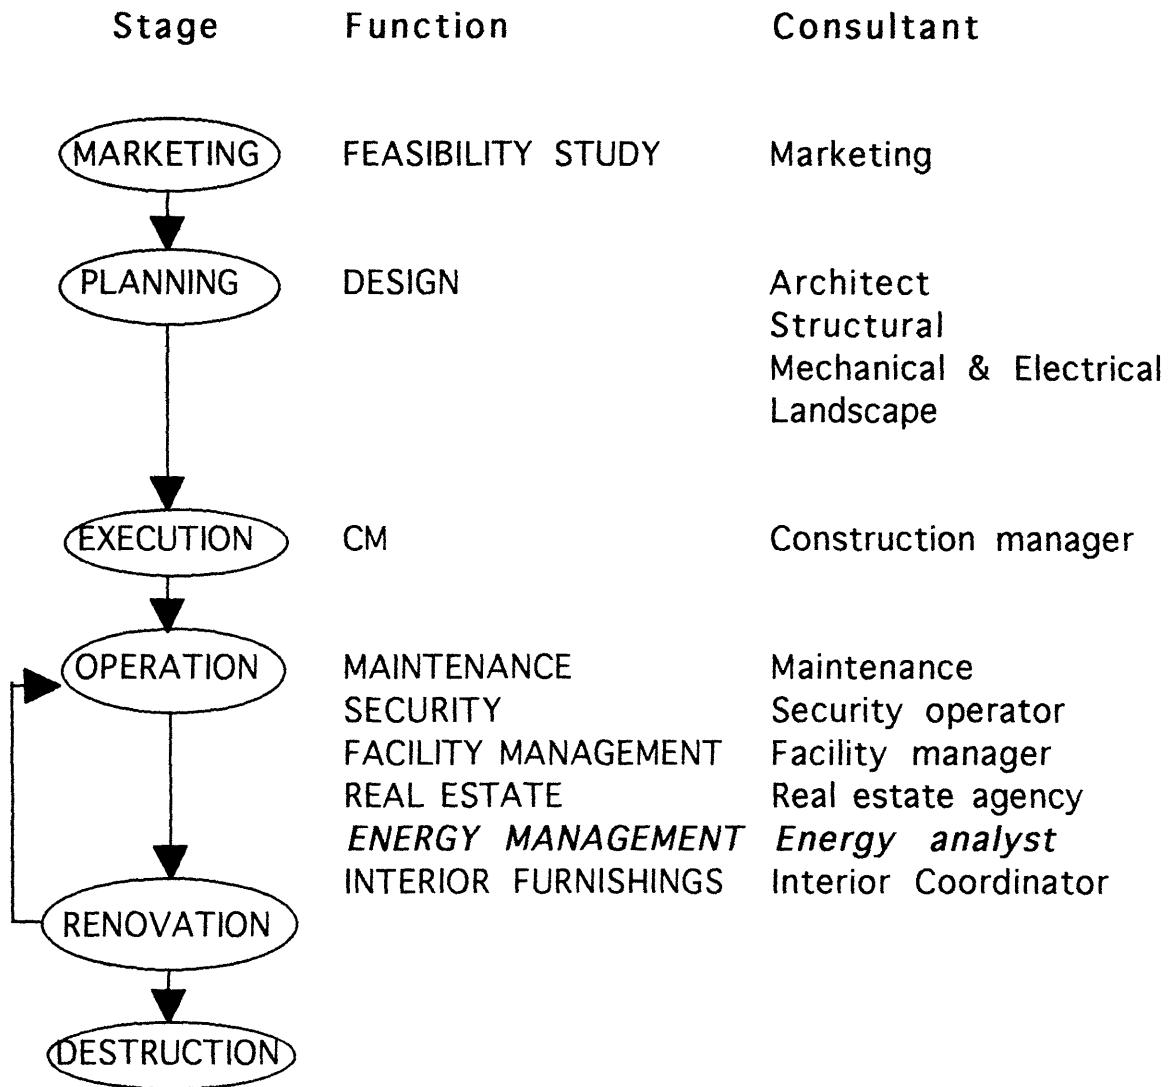 Stage Function Consultant
MARKETING FEASIBILITY STUDY Marketing
PLANNING DESIGN Architect
Structural
Mechanical & Electrical
Landscape
EXECUTION CM Construction manager
OPERATION MAINTENANCE Maintenance
SECURITY Security operator
FACILITY MANAGEMENT Facility manager
REAL ESTATE Real estate agency
ENERGY MANAGEMENT Energy analyst
INTERIOR FURNISHINGS Interior Coordinator
RENOVATION
DESTRUCTION